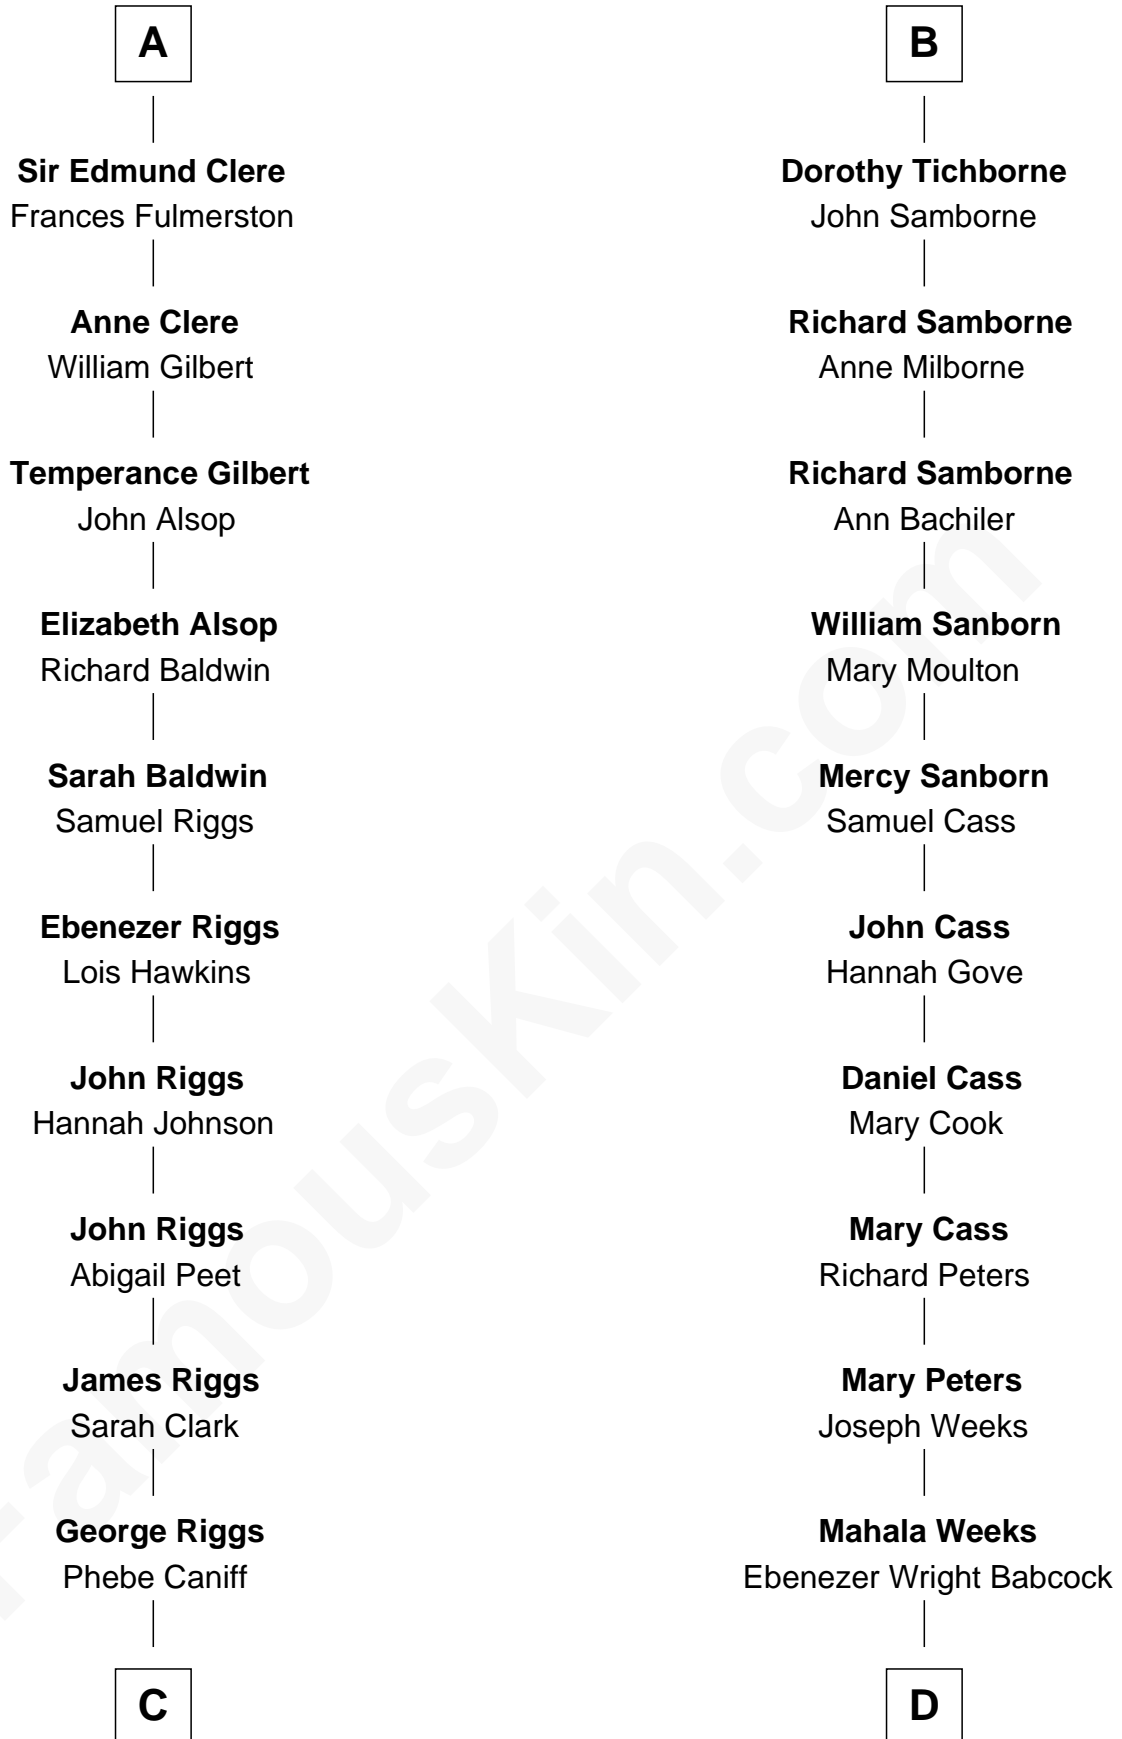 A
Sir Edmund Clere
Frances Fulmerston
Anne Clere
William Gilbert
Temperance Gilbert
John Alsop
Elizabeth Alsop
Richard Baldwin
Sarah Baldwin
Samuel Riggs
Ebenezer Riggs
Lois Hawkins
John Riggs
Hannah Johnson
John Riggs
Abigail Peet
James Riggs
Sarah Clark
George Riggs
Phebe Caniff
C
B
Dorothy Tichborne
John Samborne
Richard Samborne
Anne Milborne
Richard Samborne
Ann Bachiler
William Sanborn
Mary Moulton
Mercy Sanborn
Samuel Cass
John Cass
Hannah Gove
Daniel Cass
Mary Cook
Mary Cass
Richard Peters
Mary Peters
Joseph Weeks
Mahala Weeks
Ebenezer Wright Babcock
D
FamousKin.com